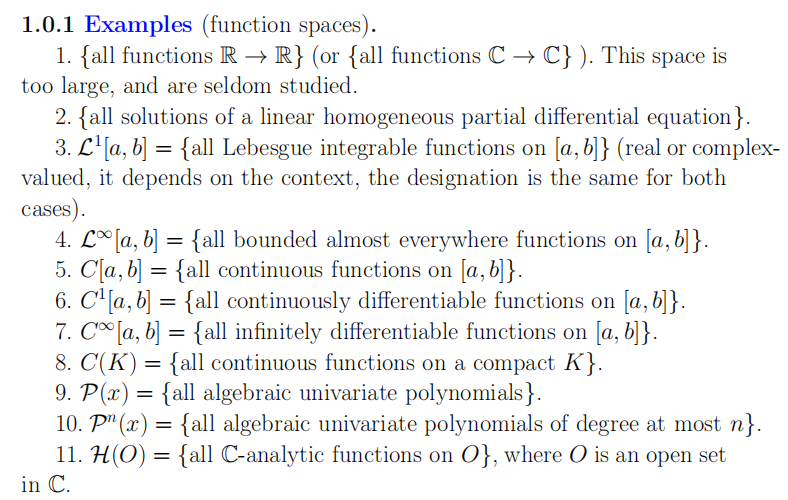 1.0.1 Examples (function spaces).
1. {all functions ℝ → ℝ} (or {all functions ℂ → ℂ} ). This space is
too large, and are seldom studied.
2. {all solutions of a linear homogeneous partial differential equation}.
3. ℒ¹[a, b] = {all Lebesgue integrable functions on [a, b]} (real or complex-
valued, it depends on the context, the designation is the same for both
cases).
4. ℒ^∞[a, b] = {all bounded almost everywhere functions on [a, b]}.
5. C[a, b] = {all continuous functions on [a, b]}.
6. C¹[a, b] = {all continuously differentiable functions on [a, b]}.
7. C^∞[a, b] = {all infinitely differentiable functions on [a, b]}.
8. C(K) = {all continuous functions on a compact K}.
9. 𝒫(x) = {all algebraic univariate polynomials}.
10. 𝒫ⁿ(x) = {all algebraic univariate polynomials of degree at most n}.
11. ℋ(O) = {all ℂ-analytic functions on O}, where O is an open set
in ℂ.